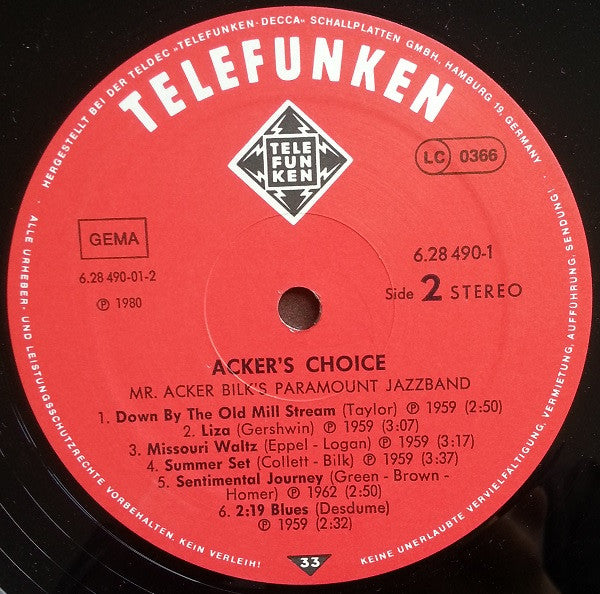 HERGESTELLT BEI DER TELDEC »TELEFUNKEN-DECCA« SCHALLPLATTEN GMBH., HAMBURG 19, GERMANY ·
TELEFUNKEN
TELE
FUN
KEN
LC 0366
GEMA
6.28 490-01-2
Ⓟ 1980
6.28 490-1
Side 2 STEREO
ACKER'S CHOICE
MR. ACKER BILK'S PARAMOUNT JAZZBAND
1. Down By The Old Mill Stream (Taylor) Ⓟ 1959 (2:50)
2. Liza (Gershwin) Ⓟ 1959 (3:07)
3. Missouri Waltz (Eppel - Logan) Ⓟ 1959 (3:17)
4. Summer Set (Collett - Bilk) Ⓟ 1959 (3:37)
5. Sentimental Journey (Green - Brown -
Homer) Ⓟ 1962 (2:50)
6. 2:19 Blues (Desdume)
Ⓟ 1959 (2:32)
33
· ALLE URHEBER- UND LEISTUNGSSCHUTZRECHTE VORBEHALTEN. KEIN VERLEIH!
KEINE UNERLAUBTE VERVIELFÄLTIGUNG, VERMIETUNG, AUFFÜHRUNG, SENDUNG!